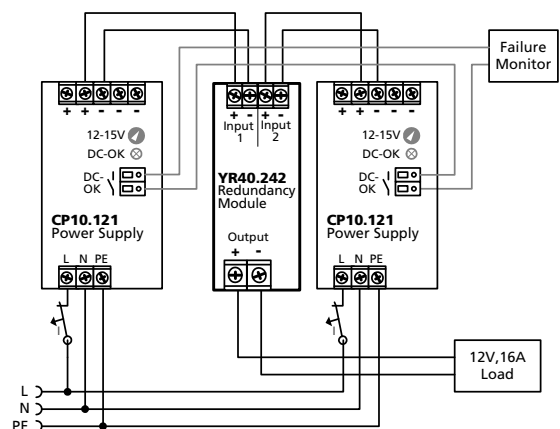 Failure
Monitor
+ + - - -
12-15V
DC-OK
DC-
OK
CP10.121
Power Supply
L N PE
I
+ - + -
Input
1
Input
2
YR40.242
Redundancy
Module
Output
+ -
+ + - - -
12-15V
DC-OK
DC-
OK
CP10.121
Power Supply
L N PE
I
12V,16A
Load
L
N
PE